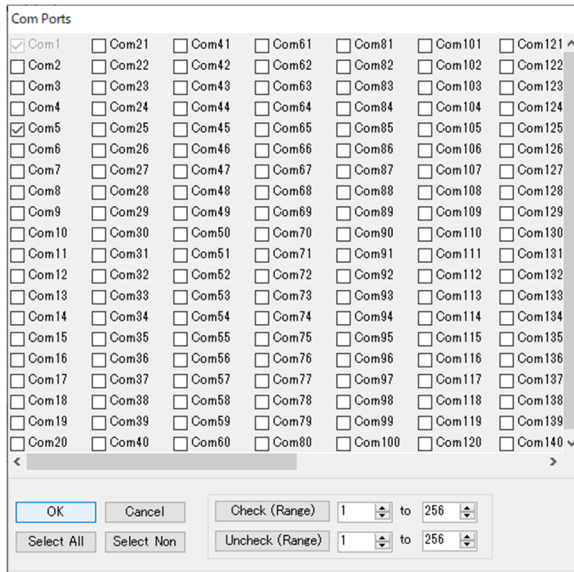 Com Ports
Com1 Com21 Com41 Com61 Com81 Com101 Com121
Com2 Com22 Com42 Com62 Com82 Com102 Com122
Com3 Com23 Com43 Com63 Com83 Com103 Com123
Com4 Com24 Com44 Com64 Com84 Com104 Com124
Com5 Com25 Com45 Com65 Com85 Com105 Com125
Com6 Com26 Com46 Com66 Com86 Com106 Com126
Com7 Com27 Com47 Com67 Com87 Com107 Com127
Com8 Com28 Com48 Com68 Com88 Com108 Com128
Com9 Com29 Com49 Com69 Com89 Com109 Com129
Com10 Com30 Com50 Com70 Com90 Com110 Com130
Com11 Com31 Com51 Com71 Com91 Com111 Com131
Com12 Com32 Com52 Com72 Com92 Com112 Com132
Com13 Com33 Com53 Com73 Com93 Com113 Com133
Com14 Com34 Com54 Com74 Com94 Com114 Com134
Com15 Com35 Com55 Com75 Com95 Com115 Com135
Com16 Com36 Com56 Com76 Com96 Com116 Com136
Com17 Com37 Com57 Com77 Com97 Com117 Com137
Com18 Com38 Com58 Com78 Com98 Com118 Com138
Com19 Com39 Com59 Com79 Com99 Com119 Com139
Com20 Com40 Com60 Com80 Com100 Com120 Com140
OK Cancel Check (Range) 1 to 256
Select All Select Non Uncheck (Range) 1 to 256